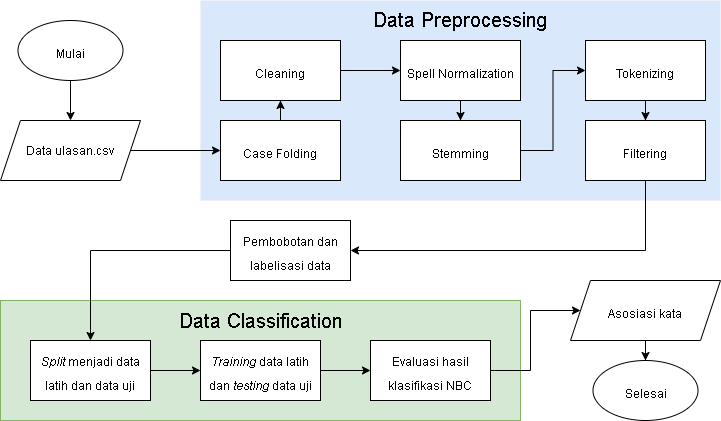 Mulai
Data ulasan.csv
Data Preprocessing
Case Folding
Cleaning
Spell Normalization
Stemming
Tokenizing
Filtering
Pembobotan dan
labelisasi data
Data Classification
Split menjadi data
latih dan data uji
Training data latih
dan testing data uji
Evaluasi hasil
klasifikasi NBC
Asosiasi kata
Selesai